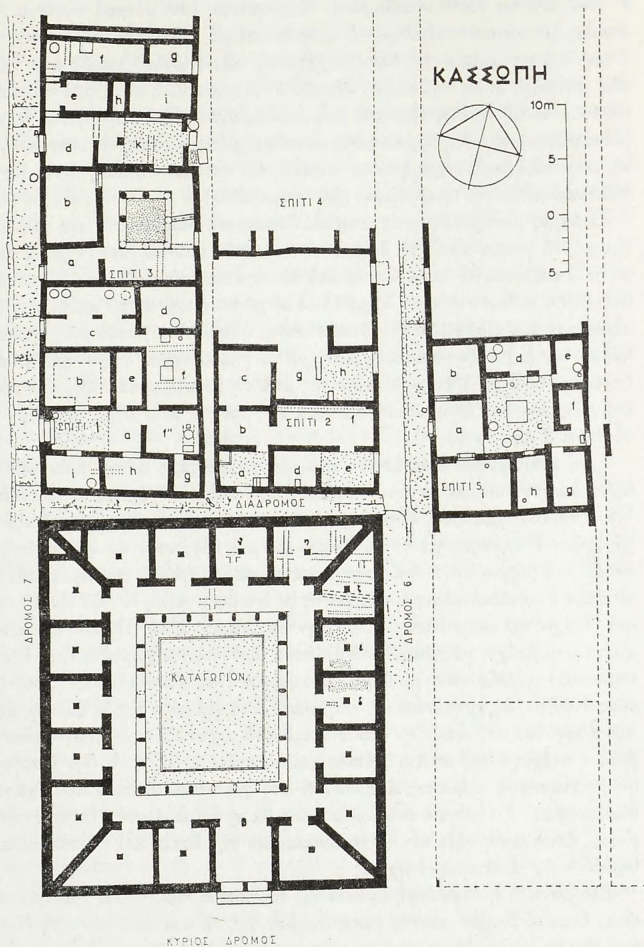 ΚΑΣΣΩΠΗ
10m
5
0
5
f g
e h i
d k
b
ΣΠΙΤΙ 4
a
ΣΠΙΤΙ 3
c d
b e f
c g h
b d e
a c f
ΣΠΙΤΙ 1 a f"
b ΣΠΙΤΙ 2 f
i h g
a d e
ΣΠΙΤΙ 5 i h g
ΔΙΑΔΡΟΜΟΣ
ΔΡΟΜΟΣ 7
ΔΡΟΜΟΣ 6
ΚΑΤΑΓΩΓΙΟΝ
ΚΥΡΙΟΣ ΔΡΟΜΟΣ